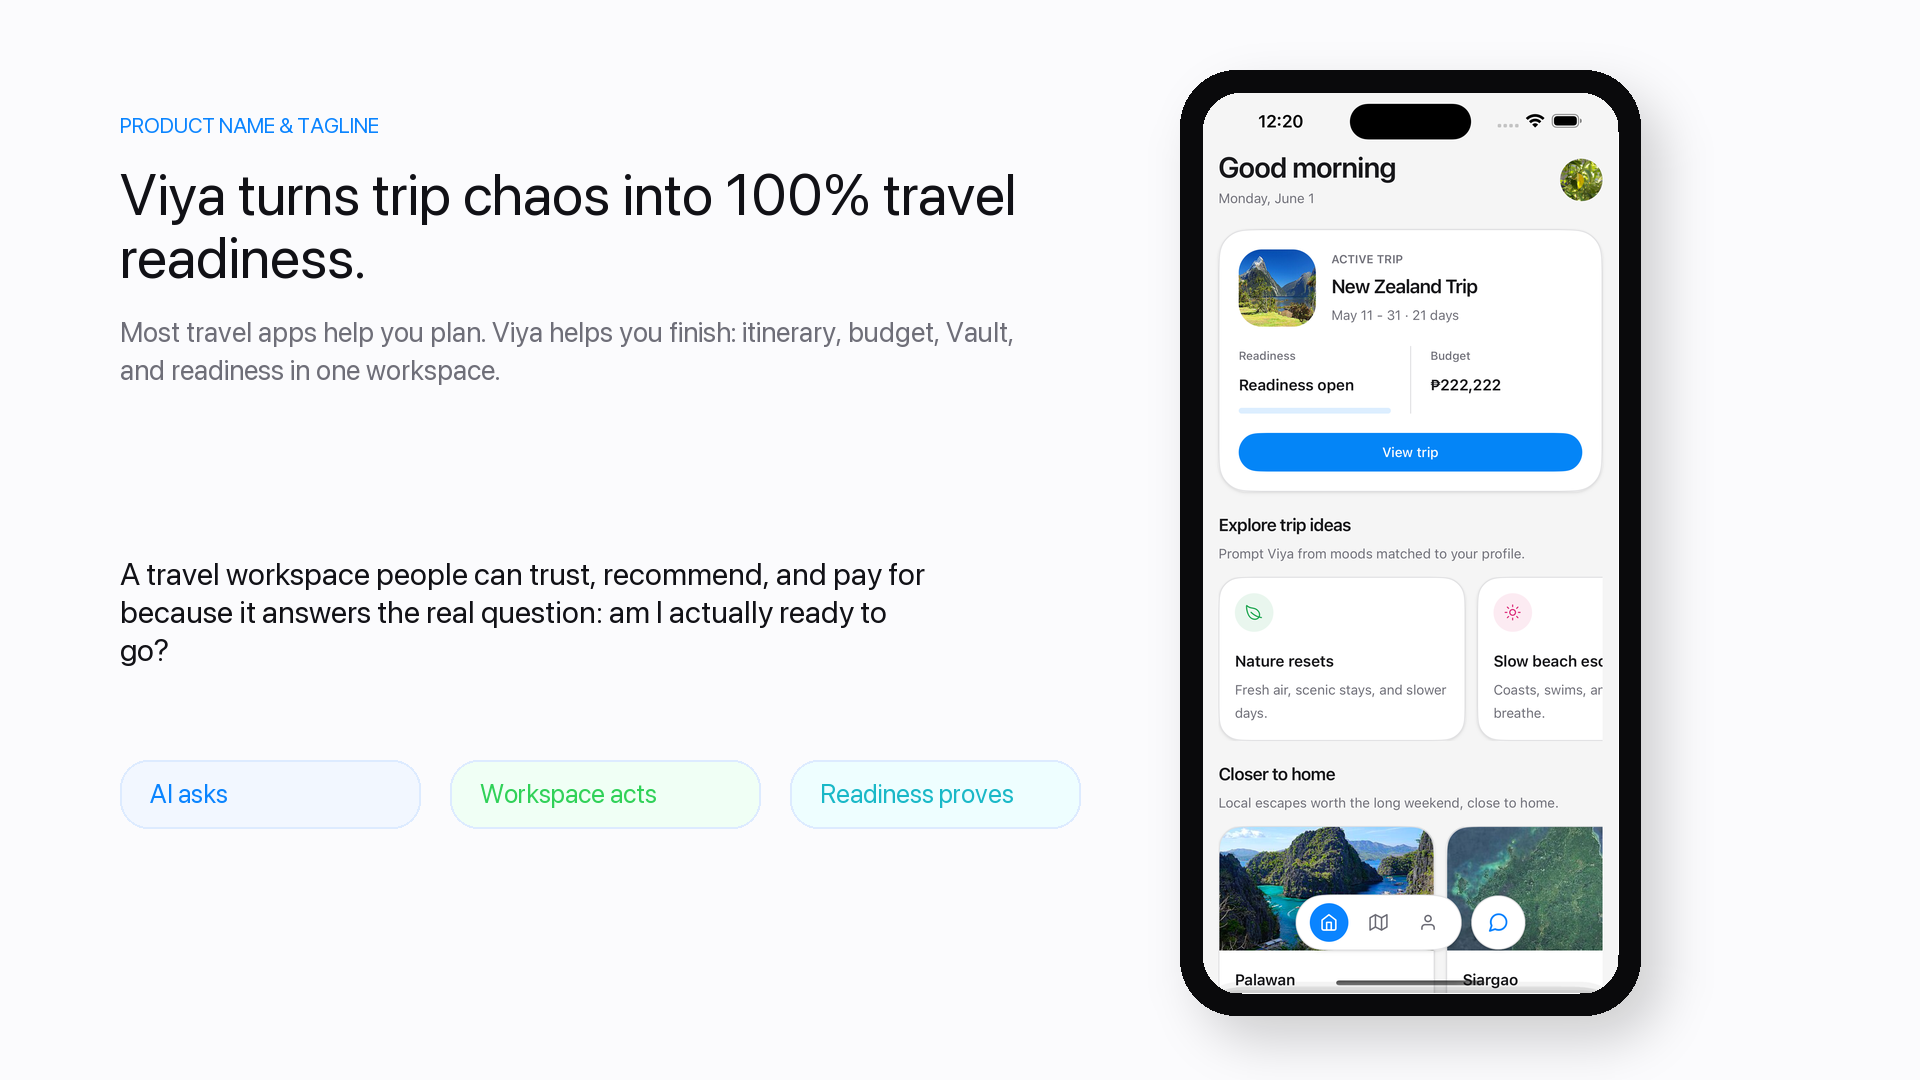 PRODUCT NAME & TAGLINE
Viya turns trip chaos into 100% travel
readiness.
Most travel apps help you plan. Viya helps you finish: itinerary, budget, Vault,
and readiness in one workspace.
A travel workspace people can trust, recommend, and pay for
because it answers the real question: am I actually ready to
go?
AI asks
Workspace acts
Readiness proves
12:20
Good morning
Monday, June 1
ACTIVE TRIP
New Zealand Trip
May 11 - 31 · 21 days
Readiness
Budget
Readiness open
₱222,222
View trip
Explore trip ideas
Prompt Viya from moods matched to your profile.
Nature resets
Fresh air, scenic stays, and slower
days.
Slow beach
Coasts, swims,
breathe.
Closer to home
Local escapes worth the long weekend, close to home.
Palawan
Siargao